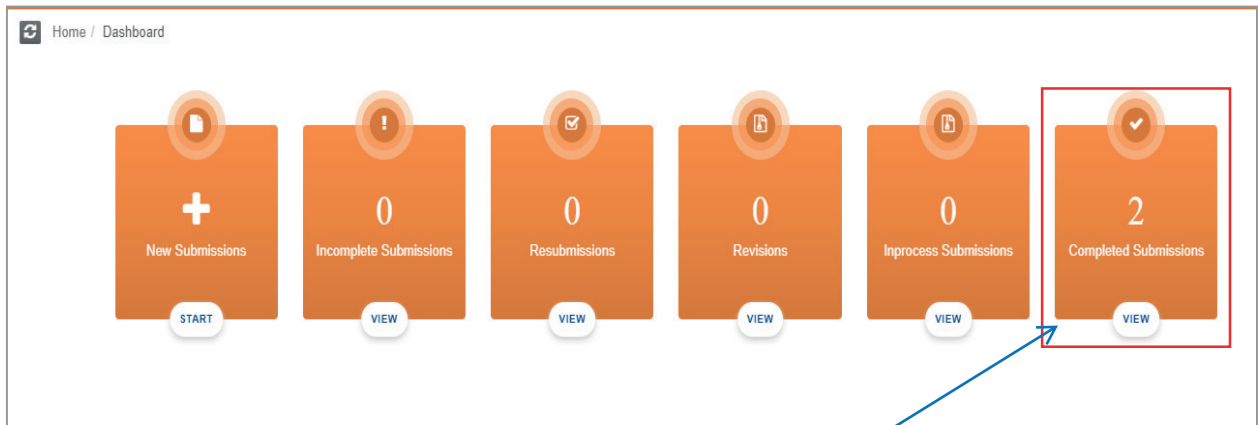 Home / Dashboard
New Submissions
START
0
Incomplete Submissions
VIEW
0
Resubmissions
VIEW
0
Revisions
VIEW
0
Inprocess Submissions
VIEW
2
Completed Submissions
VIEW